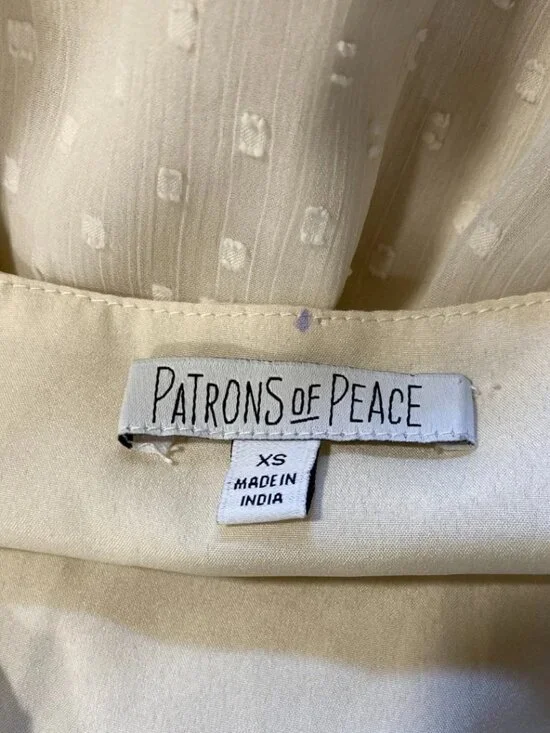 PATRONS OF PEACE
XS
MADE IN
INDIA